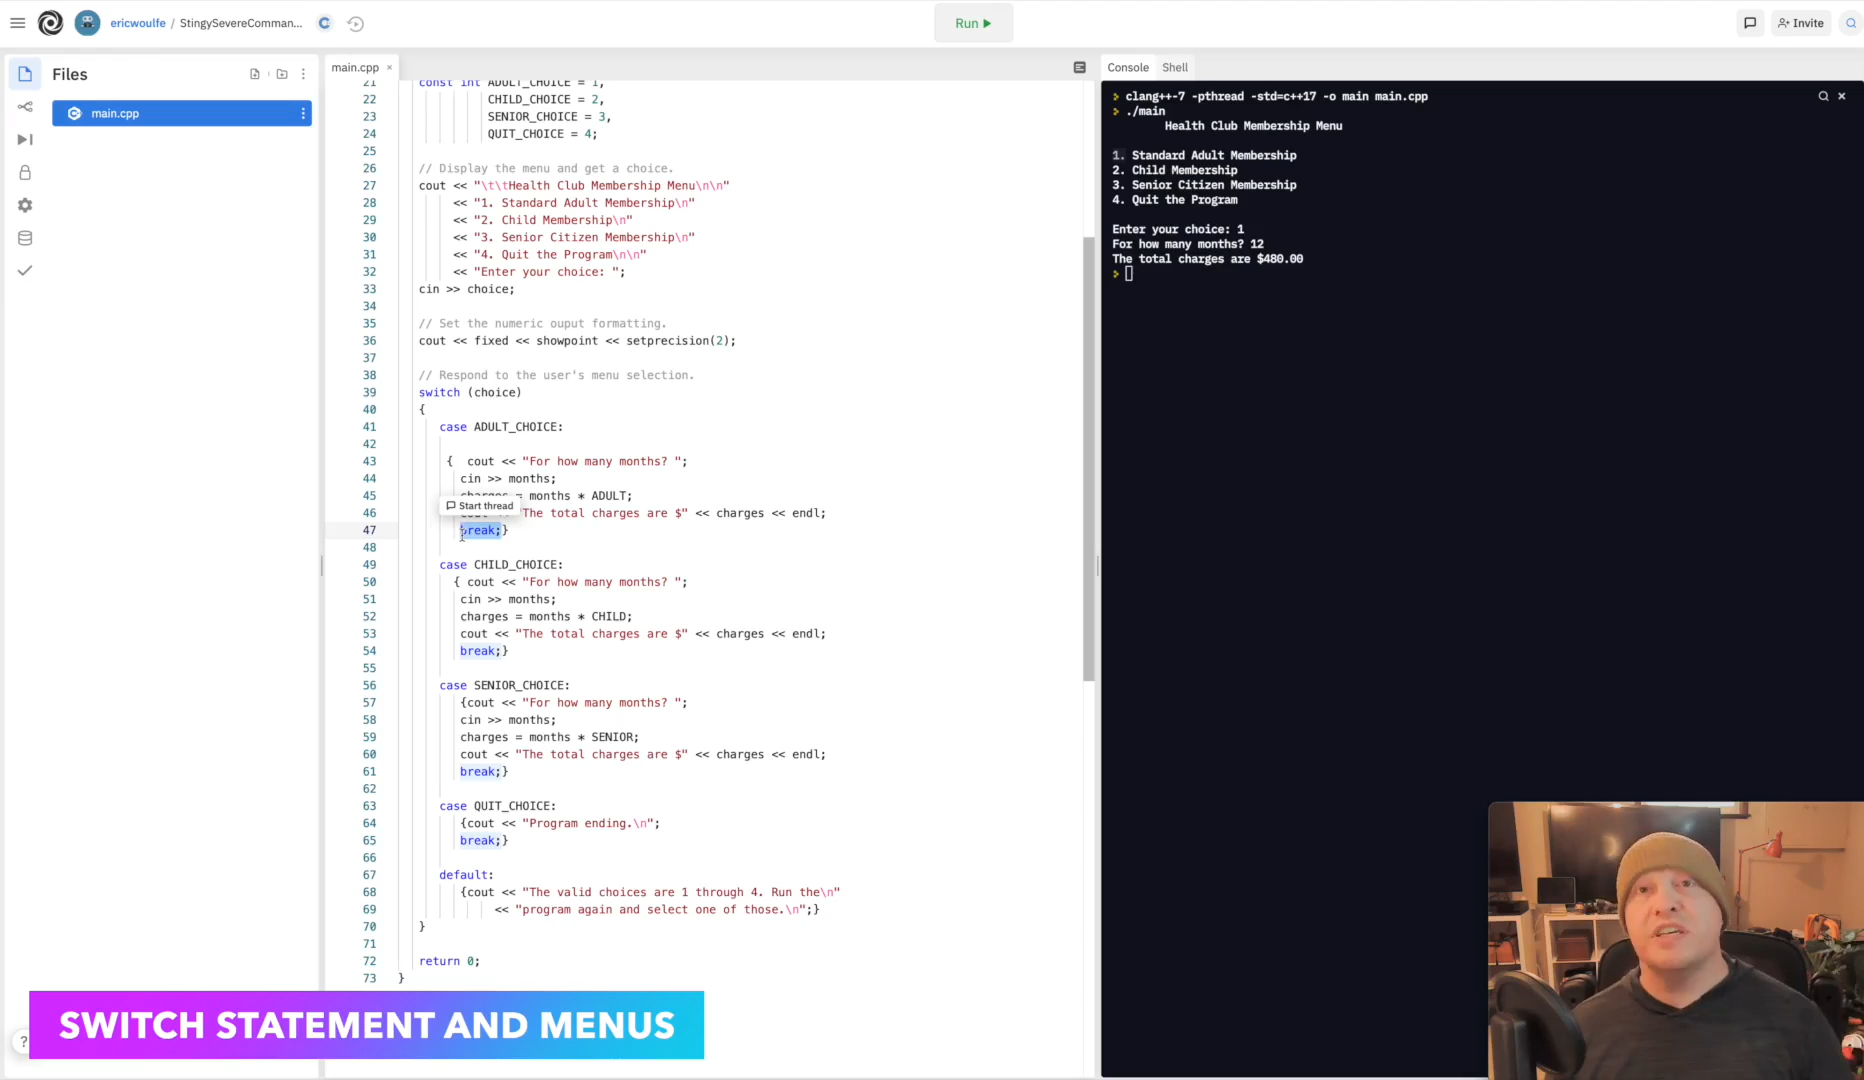 ericwoulfe / StingySevereComman...
Run
Invite
Files
main.cpp
main.cpp ×
21 const int ADULT_CHOICE = 1,
22 CHILD_CHOICE = 2,
23 SENIOR_CHOICE = 3,
24 QUIT_CHOICE = 4;
25
26 // Display the menu and get a choice.
27 cout << "\t\tHealth Club Membership Menu\n\n"
28 << "1. Standard Adult Membership\n"
29 << "2. Child Membership\n"
30 << "3. Senior Citizen Membership\n"
31 << "4. Quit the Program\n\n"
32 << "Enter your choice: ";
33 cin >> choice;
34
35 // Set the numeric ouput formatting.
36 cout << fixed << showpoint << setprecision(2);
37
38 // Respond to the user's menu selection.
39 switch (choice)
40 {
41 case ADULT_CHOICE:
42
43 { cout << "For how many months? ";
44 cin >> months;
45 charges = months * ADULT;
Start thread
46 cout << "The total charges are $" << charges << endl;
47 break;}
48
49 case CHILD_CHOICE:
50 { cout << "For how many months? ";
51 cin >> months;
52 charges = months * CHILD;
53 cout << "The total charges are $" << charges << endl;
54 break;}
55
56 case SENIOR_CHOICE:
57 {cout << "For how many months? ";
58 cin >> months;
59 charges = months * SENIOR;
60 cout << "The total charges are $" << charges << endl;
61 break;}
62
63 case QUIT_CHOICE:
64 {cout << "Program ending.\n";
65 break;}
66
67 default:
68 {cout << "The valid choices are 1 through 4. Run the\n"
69 << "program again and select one of those.\n";}
70 }
71
72 return 0;
73 }
Console Shell
> clang++-7 -pthread -std=c++17 -o main main.cpp
> ./main
Health Club Membership Menu
1. Standard Adult Membership
2. Child Membership
3. Senior Citizen Membership
4. Quit the Program
Enter your choice: 1
For how many months? 12
The total charges are $480.00
>
SWITCH STATEMENT AND MENUS
?